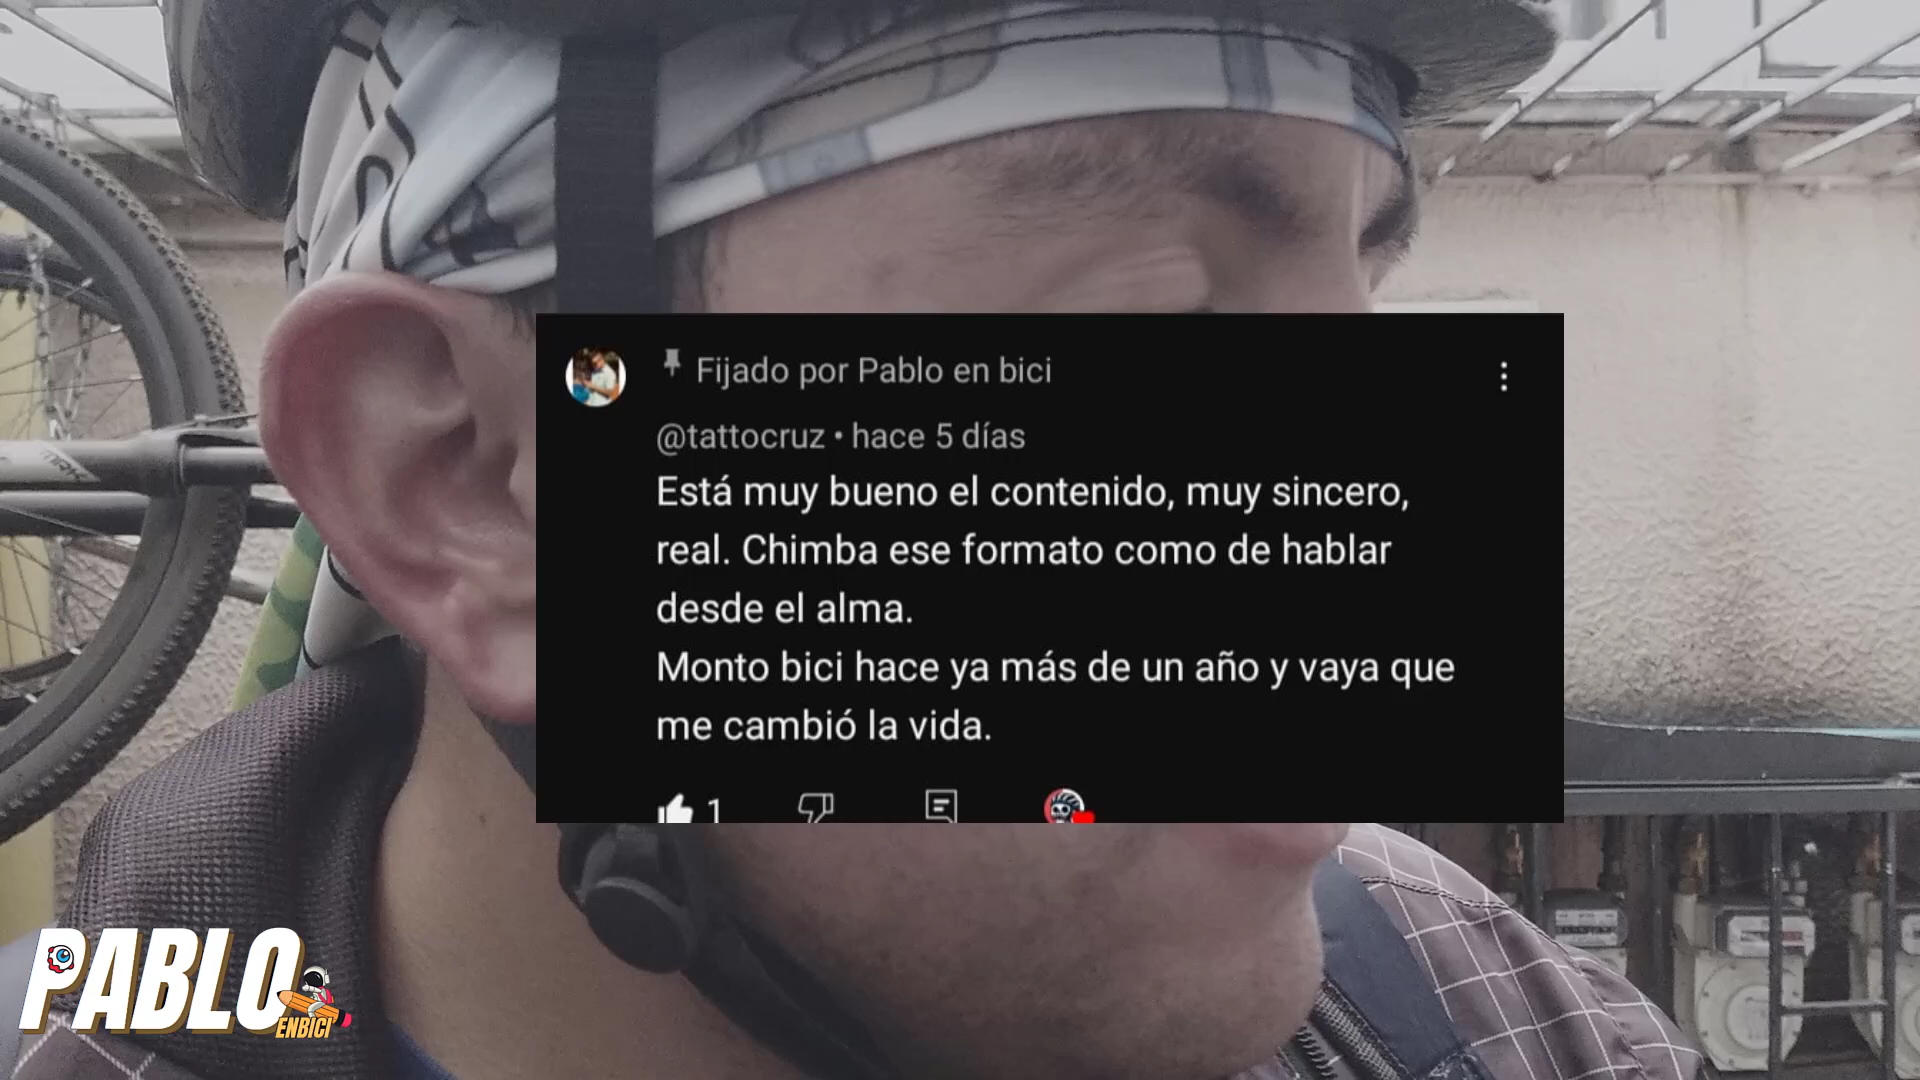 Fijado por Pablo en bici
@tattocruz • hace 5 días
Está muy bueno el contenido, muy sincero,
real. Chimba ese formato como de hablar
desde el alma.
Monto bici hace ya más de un año y vaya que
me cambió la vida.
1
PABLO
ENBICI